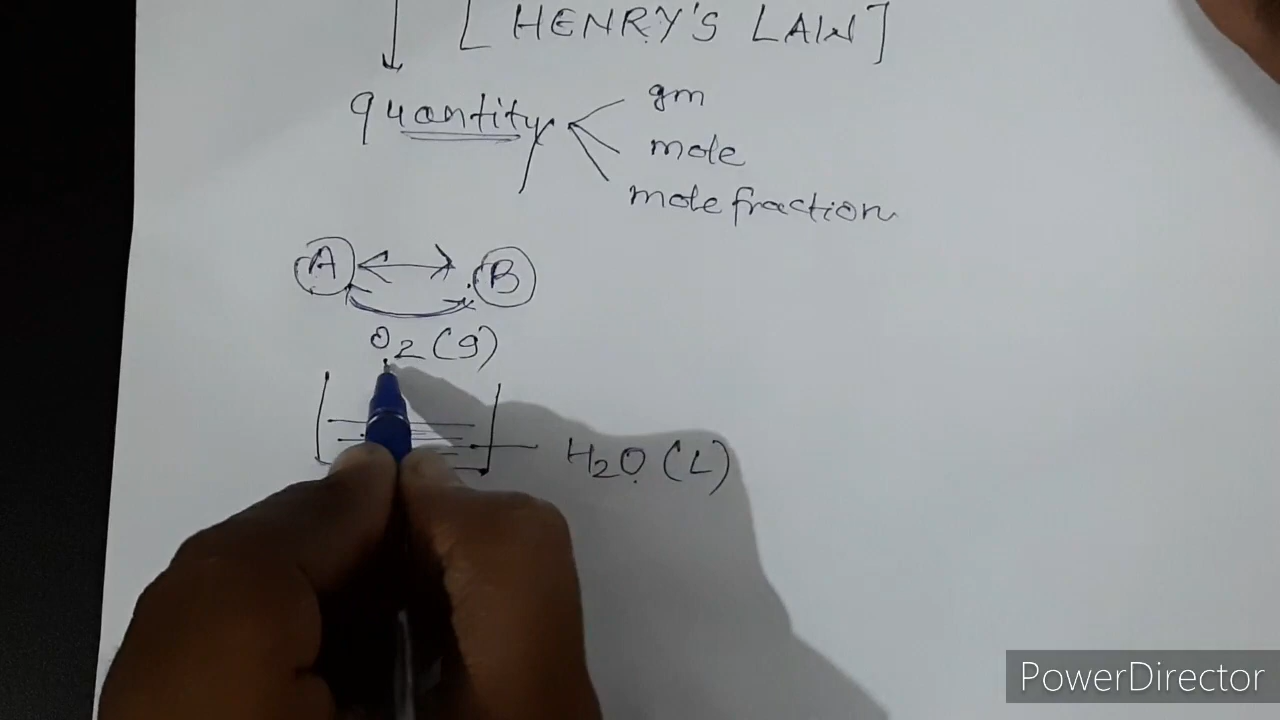 [ HENRY'S LAW]
quantity
gm
mole
mole fraction
A B
O2 (g)
H2O (L)
PowerDirector